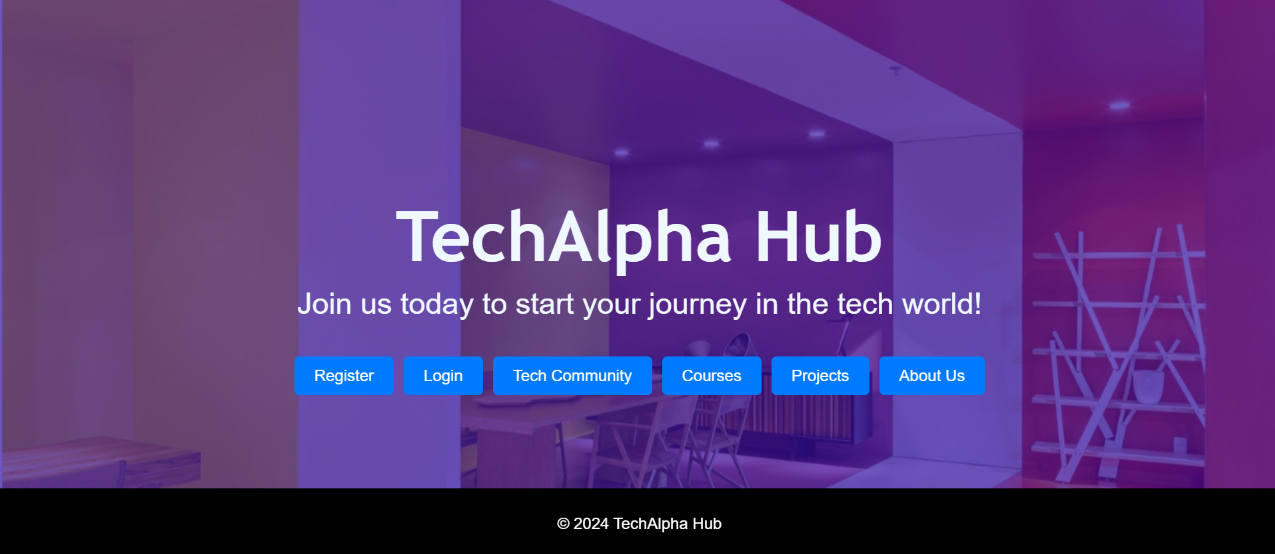 TechAlpha Hub
Join us today to start your journey in the tech world!
Register Login Tech Community Courses Projects About Us
© 2024 TechAlpha Hub